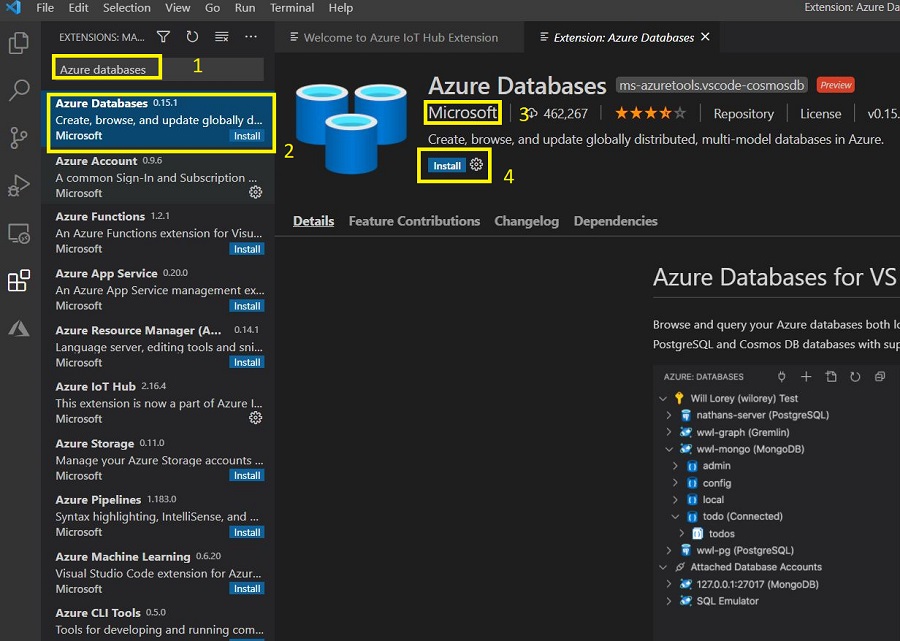 File Edit Selection View Go Run Terminal Help Extension: Azure Da
EXTENSIONS: MA... ...
Welcome to Azure IoT Hub Extension
Extension: Azure Databases
Azure databases
1
Azure Databases 0.15.1
Create, browse, and update globally d...
Microsoft Install
2
Azure Account 0.9.6
A common Sign-In and Subscription ...
Microsoft
Azure Functions 1.2.1
An Azure Functions extension for Visu...
Microsoft Install
Azure App Service 0.20.0
An Azure App Service management ex...
Microsoft Install
Azure Resource Manager (A... 0.14.1
Language server, editing tools and sni...
Microsoft Install
Azure IoT Hub 2.16.4
This extension is now a part of Azure I...
Microsoft
Azure Storage 0.11.0
Manage your Azure Storage accounts ...
Microsoft Install
Azure Pipelines 1.183.0
Syntax highlighting, IntelliSense, and ...
Microsoft Install
Azure Machine Learning 0.6.20
Visual Studio Code extension for Azur...
Microsoft Install
Azure CLI Tools 0.5.0
Tools for developing and running com...
Azure Databases ms-azuretools.vscode-cosmosdb Preview
Microsoft 3 462,267 Repository License v0.15.
Create, browse, and update globally distributed, multi-model databases in Azure.
Install 4
Details Feature Contributions Changelog Dependencies
Azure Databases for VS
Browse and query your Azure databases both lo
PostgreSQL and Cosmos DB databases with sup
AZURE: DATABASES
Will Lorey (wilorey) Test
nathans-server (PostgreSQL)
wwl-graph (Gremlin)
wwl-mongo (MongoDB)
admin
config
local
todo (Connected)
todos
wwl-pg (PostgreSQL)
Attached Database Accounts
127.0.0.1:27017 (MongoDB)
SQL Emulator